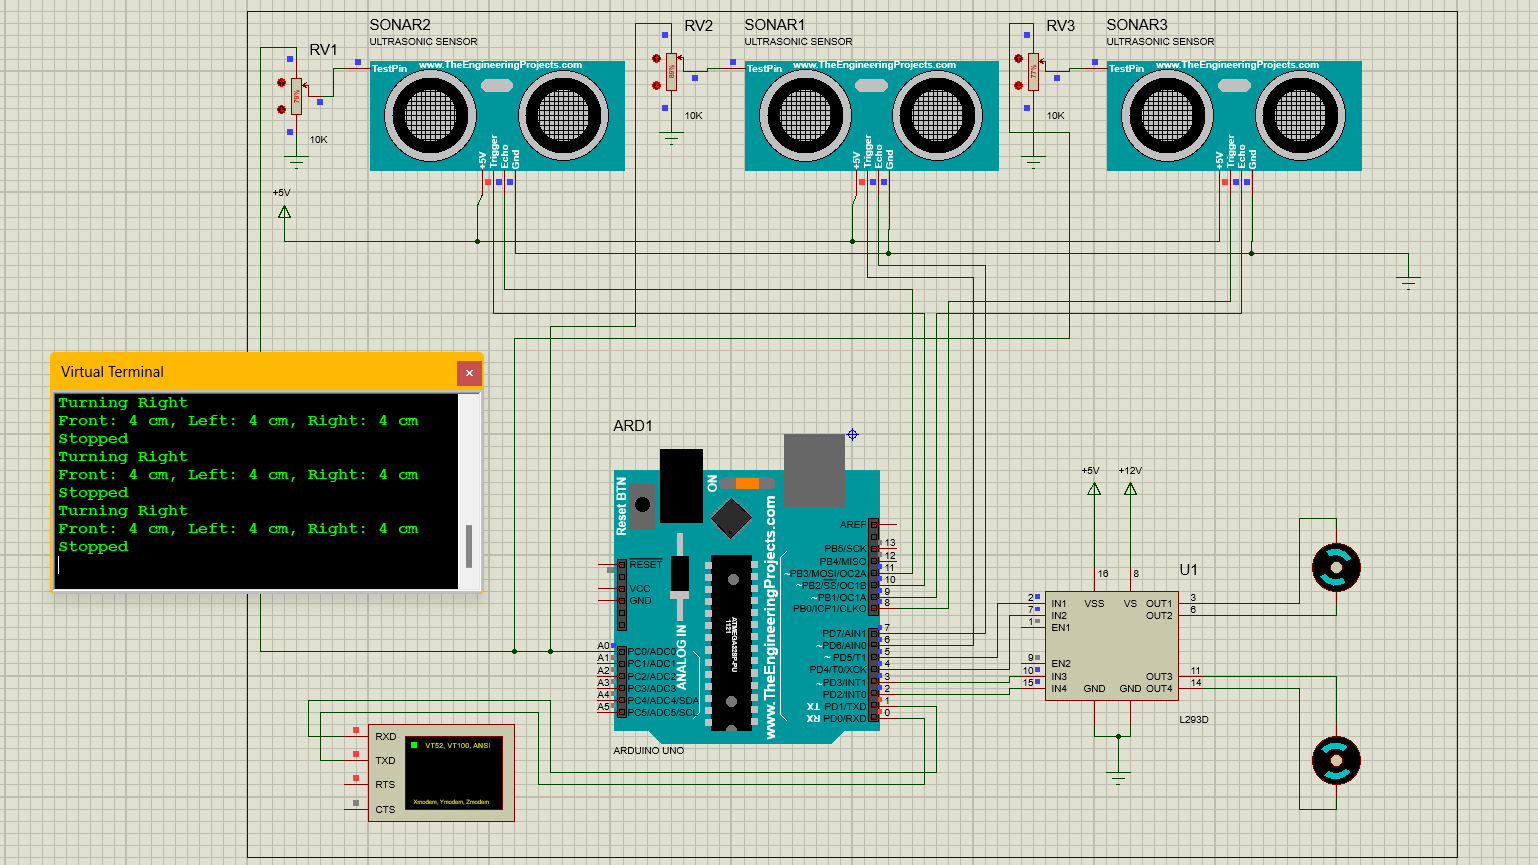 SONAR2
ULTRASONIC SENSOR
RV1
10K
TestPin
www.TheEngineeringProjects.com
+5V
Trigger
Echo
Gnd
RV2
10K
SONAR1
ULTRASONIC SENSOR
TestPin
www.TheEngineeringProjects.com
+5V
Trigger
Echo
Gnd
RV3
77%
10K
SONAR3
ULTRASONIC SENSOR
TestPin
www.TheEngineeringProjects.com
+5V
Trigger
Echo
Gnd
+5V
Virtual Terminal
Turning Right
Front: 4 cm, Left: 4 cm, Right: 4 cm
Stopped
Turning Right
Front: 4 cm, Left: 4 cm, Right: 4 cm
Stopped
Turning Right
Front: 4 cm, Left: 4 cm, Right: 4 cm
Stopped
ARD1
Reset BTN
ON
www.TheEngineeringProjects.com
ANALOG IN
ATMEGA328P-PU
1121
RESET
VCC
GND
A0 PC0/ADC0
A1 PC1/ADC1
A2 PC2/ADC2
A3 PC3/ADC3
A4 PC4/ADC4/SDA
A5 PC5/ADC5/SCL
AREF
PB5/SCK 13
PB4/MISO 12
~PB3/MOSI/OC2A 11
~PB2/SS/OC1B 10
~PB1/OC1A 9
PB0/ICP1/CLKO 8
PD7/AIN1 7
~PD6/AIN0 6
~PD5/T1 5
PD4/T0/XCK 4
~PD3/INT1 3
PD2/INT0 2
TX PD1/TXD 1
RX PD0/RXD 0
ARDUINO UNO
RXD
TXD
RTS
CTS
VT52, VT100, ANSI
Xmodem, Ymodem, Zmodem
+5V
+12V
U1
16
8
2 IN1
7 IN2
1 EN1
9 EN2
10 IN3
15 IN4
VSS
VS
OUT1 3
OUT2 6
OUT3 11
OUT4 14
GND
GND
L293D